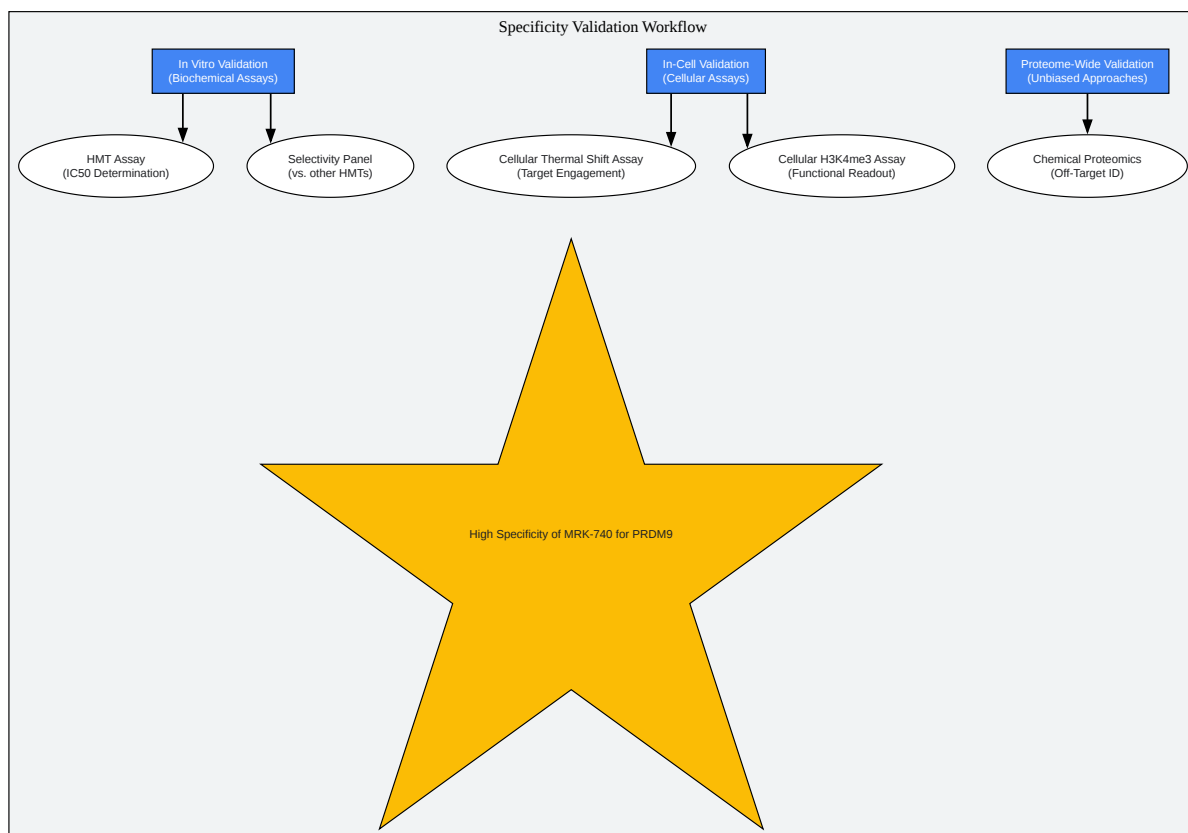 Specificity Validation Workflow
In Vitro Validation
(Biochemical Assays)
In-Cell Validation
(Cellular Assays)
Proteome-Wide Validation
(Unbiased Approaches)
HMT Assay
(IC50 Determination)
Selectivity Panel
(vs. other HMTs)
Cellular Thermal Shift Assay
(Target Engagement)
Cellular H3K4me3 Assay
(Functional Readout)
Chemical Proteomics
(Off-Target ID)
High Specificity of MRK-740 for PRDM9